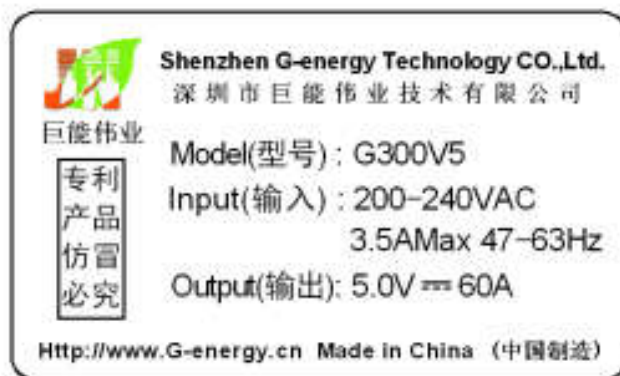 Shenzhen G-energy Technology CO.,Ltd.
深圳市巨能伟业技术有限公司
巨能伟业
专利
产品
仿冒
必究
Model(型号) : G300V5
Input(输入) : 200-240VAC
3.5AMax 47-63Hz
Output(输出): 5.0V ⎓ 60A
Http://www.G-energy.cn Made in China (中国制造)